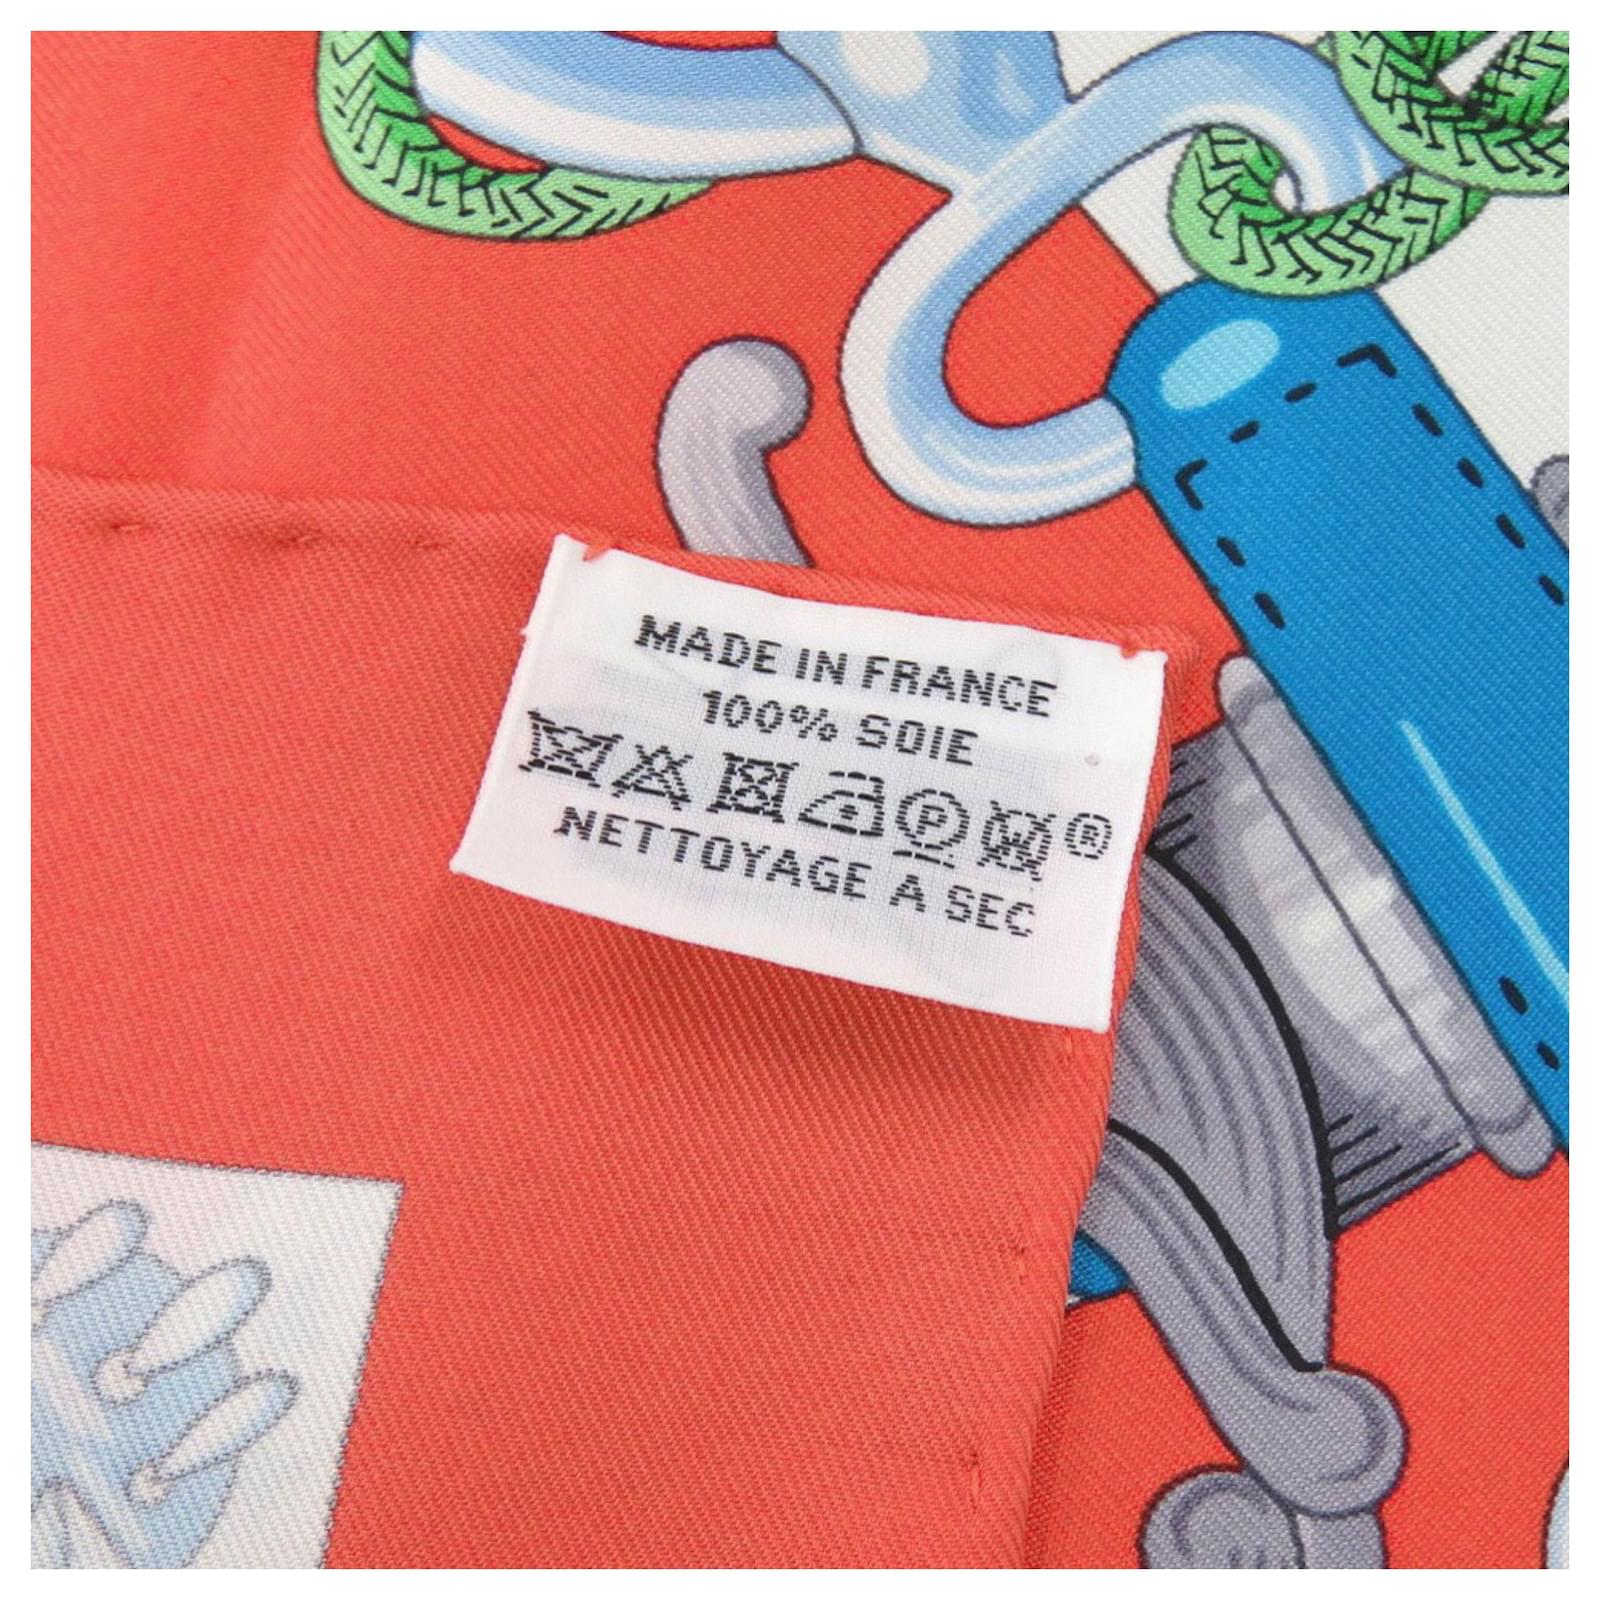 MADE IN FRANCE
100% SOIE
P ®
NETTOYAGE A SEC